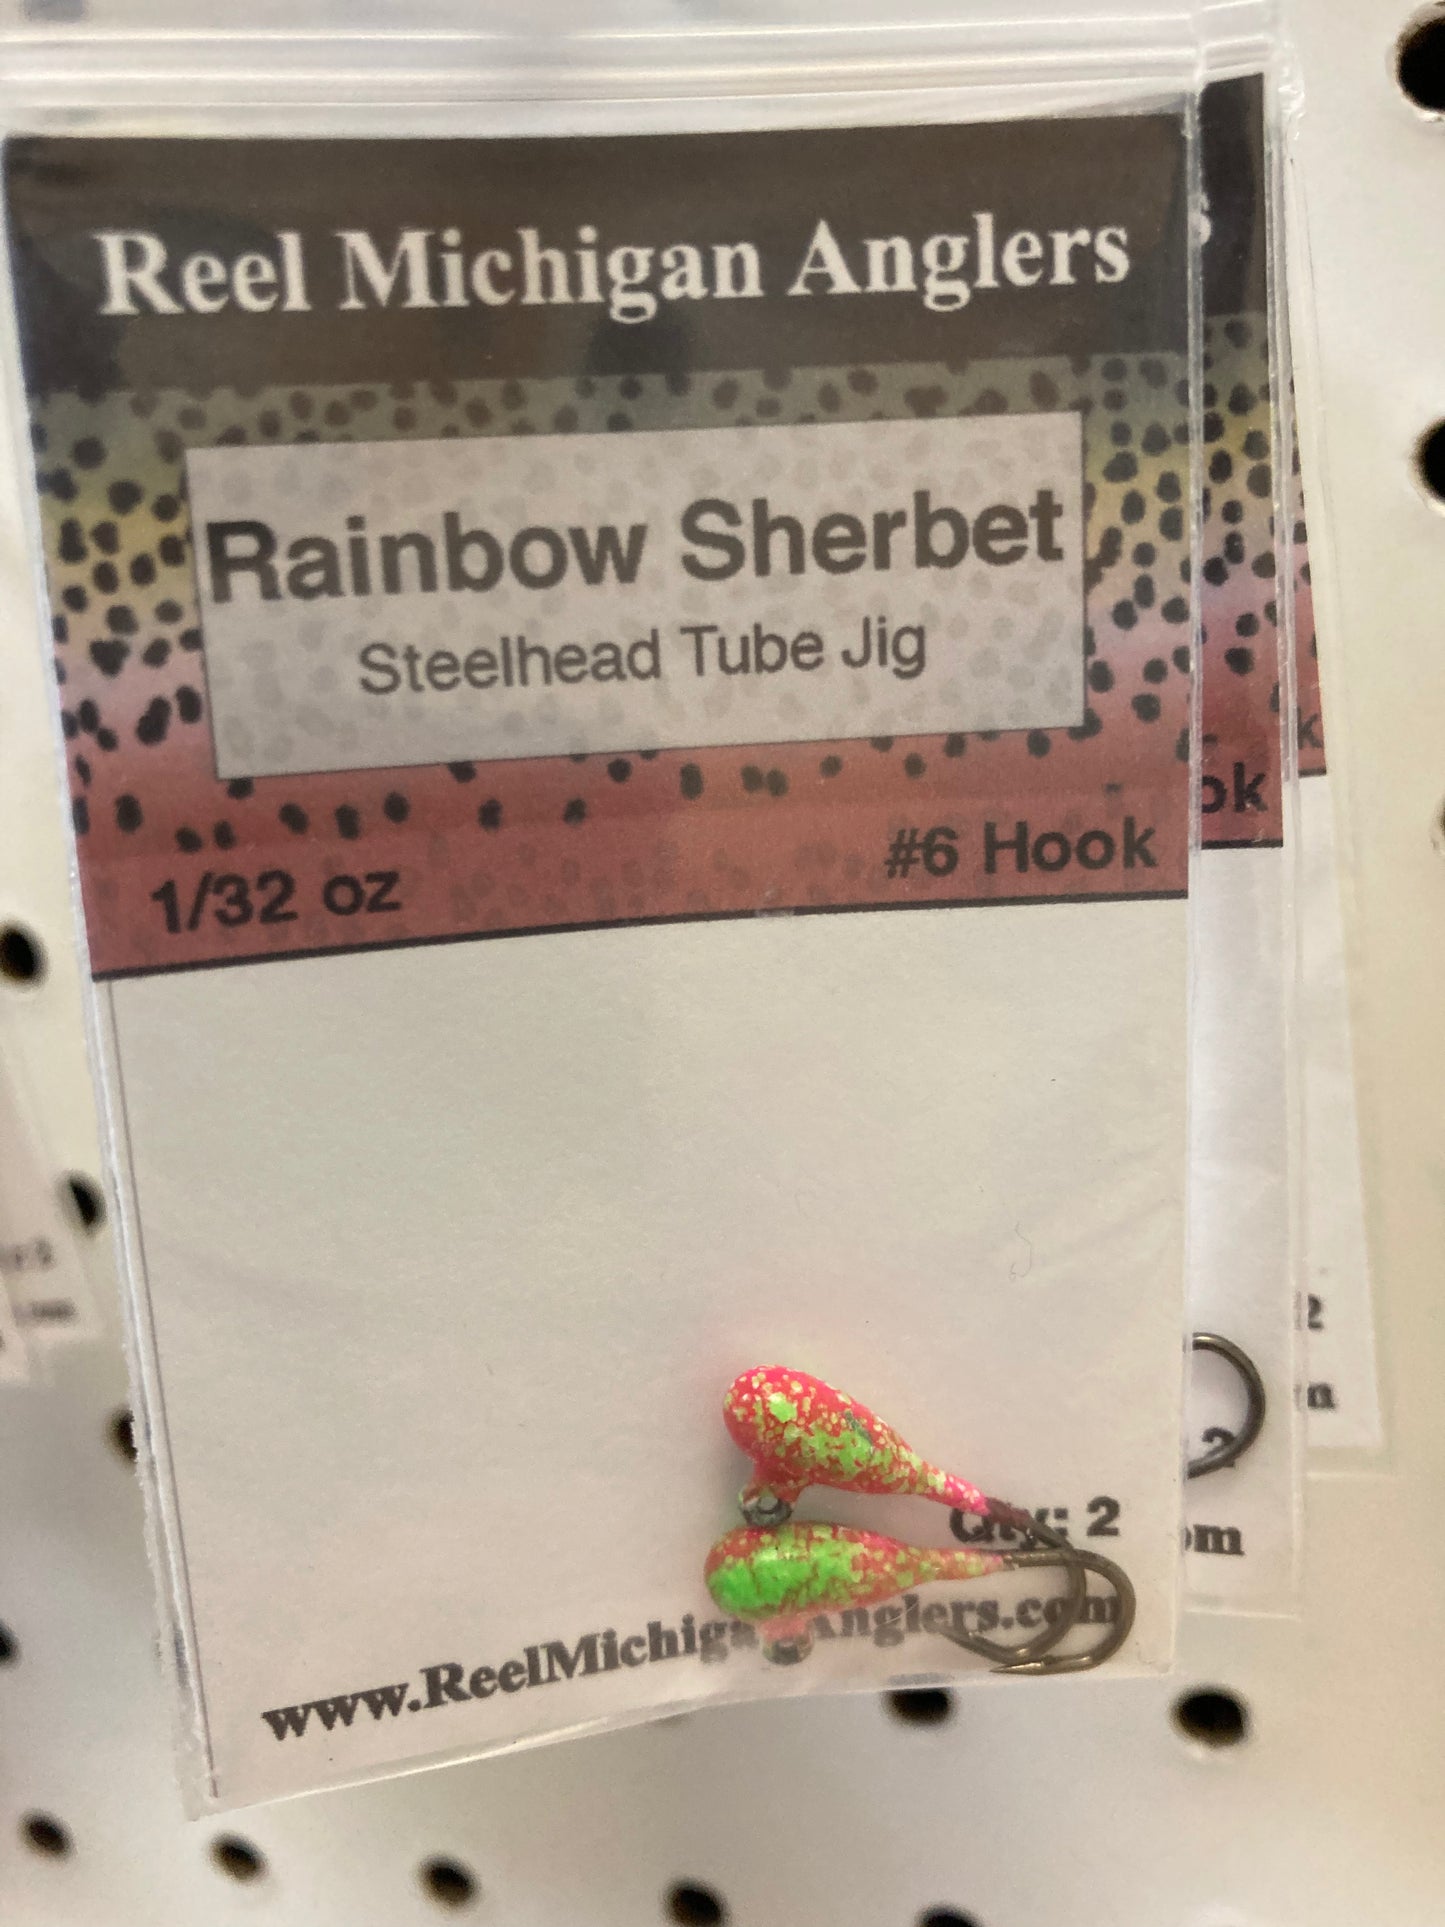 Reel Michigan Anglers
Rainbow Sherbet
Steelhead Tube Jig
1/32 oz
#6 Hook
Qty: 2
www.ReelMichiganAnglers.com